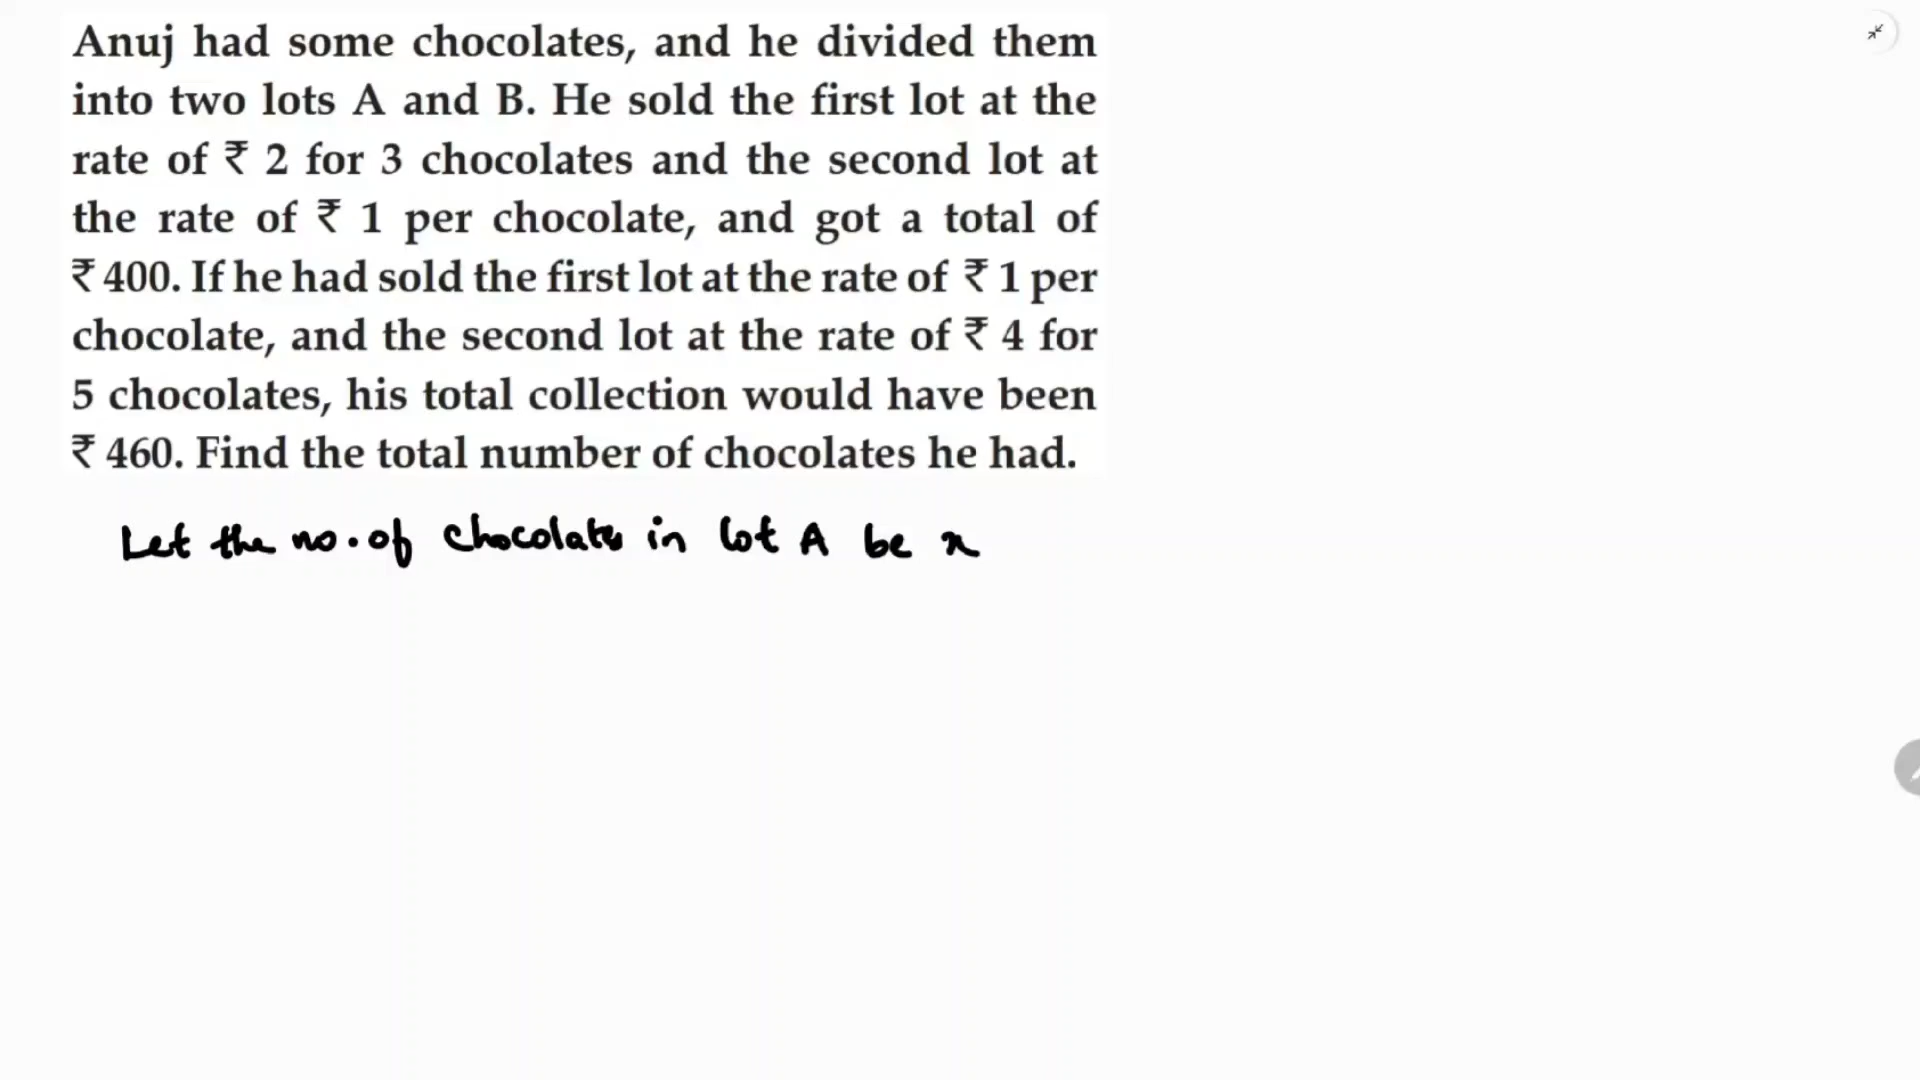 Anuj had some chocolates, and he divided them
into two lots A and B. He sold the first lot at the
rate of ₹ 2 for 3 chocolates and the second lot at
the rate of ₹ 1 per chocolate, and got a total of
₹ 400. If he had sold the first lot at the rate of ₹ 1 per
chocolate, and the second lot at the rate of ₹ 4 for
5 chocolates, his total collection would have been
₹ 460. Find the total number of chocolates he had.
Let the no. of chocolates in lot A be x